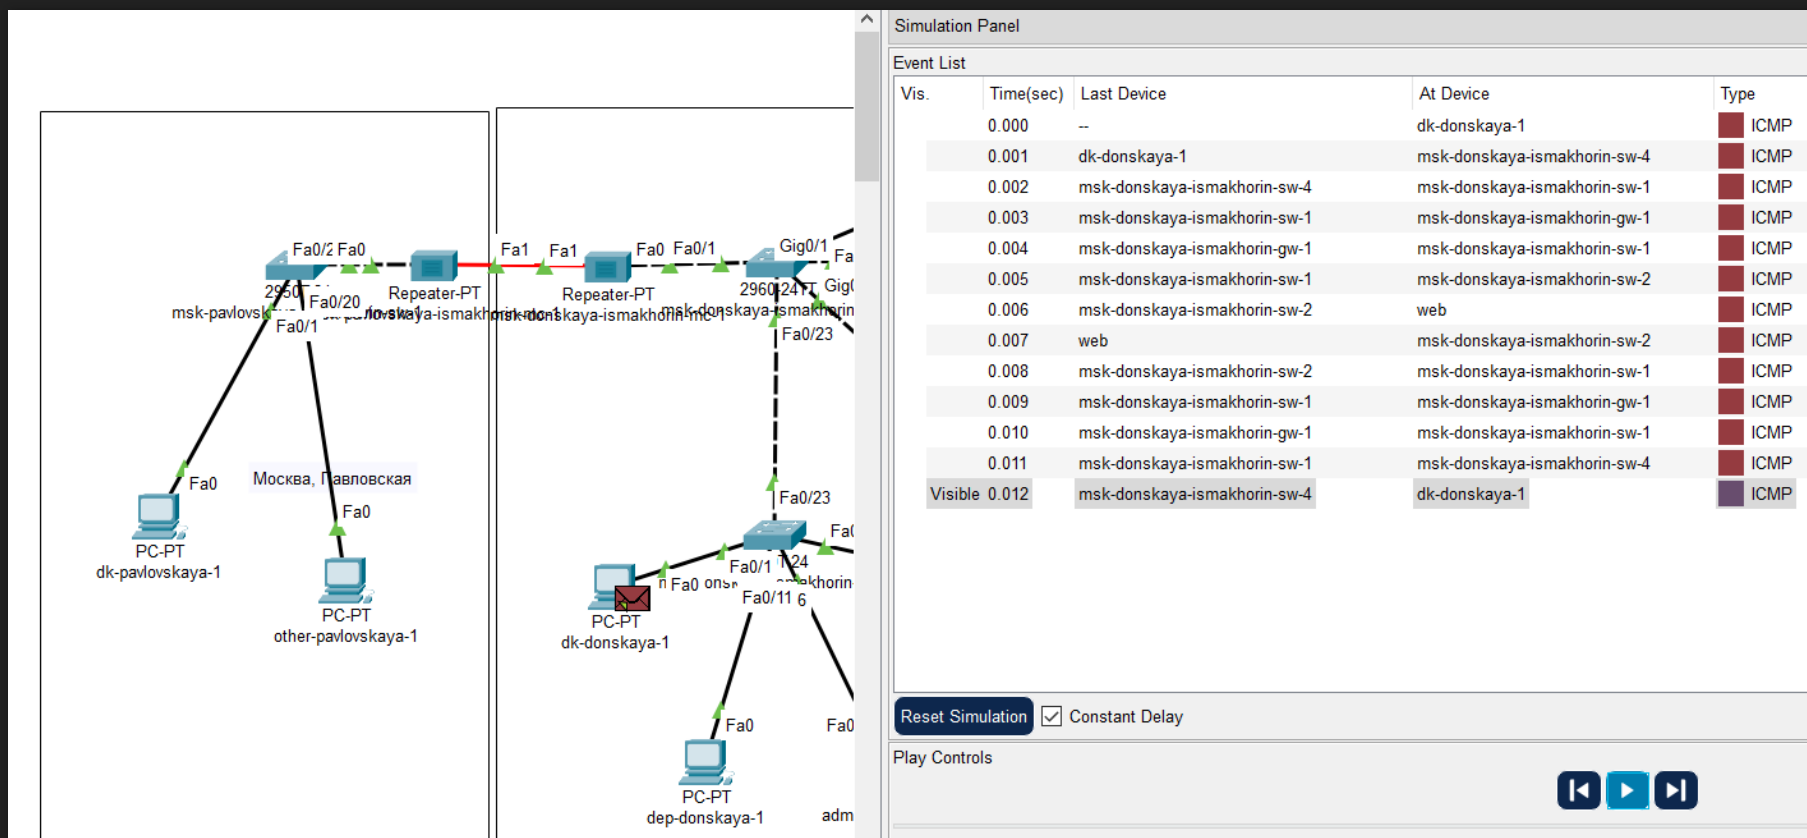 Simulation Panel
Event List
Vis. Time(sec) Last Device At Device Type
0.000 -- dk-donskaya-1 ICMP
0.001 dk-donskaya-1 msk-donskaya-ismakhorin-sw-4 ICMP
0.002 msk-donskaya-ismakhorin-sw-4 msk-donskaya-ismakhorin-sw-1 ICMP
0.003 msk-donskaya-ismakhorin-sw-1 msk-donskaya-ismakhorin-gw-1 ICMP
0.004 msk-donskaya-ismakhorin-gw-1 msk-donskaya-ismakhorin-sw-1 ICMP
0.005 msk-donskaya-ismakhorin-sw-1 msk-donskaya-ismakhorin-sw-2 ICMP
0.006 msk-donskaya-ismakhorin-sw-2 web ICMP
0.007 web msk-donskaya-ismakhorin-sw-2 ICMP
0.008 msk-donskaya-ismakhorin-sw-2 msk-donskaya-ismakhorin-sw-1 ICMP
0.009 msk-donskaya-ismakhorin-sw-1 msk-donskaya-ismakhorin-gw-1 ICMP
0.010 msk-donskaya-ismakhorin-gw-1 msk-donskaya-ismakhorin-sw-1 ICMP
0.011 msk-donskaya-ismakhorin-sw-1 msk-donskaya-ismakhorin-sw-4 ICMP
Visible 0.012 msk-donskaya-ismakhorin-sw-4 dk-donskaya-1 ICMP
Reset Simulation Constant Delay
Play Controls
Fa0/2 Fa0 Fa1 Fa1 Fa0 Fa0/1 Gig0/1
Fa
Gig0
Repeater-PT Repeater-PT
Fa0/20
Fa0/1
Fa0/23
Fa0
Москва, Павловская
Fa0
PC-PT
dk-pavlovskaya-1
PC-PT
other-pavlovskaya-1
Fa0/23
Fa0/1
Fa0
Fa0/11
6
PC-PT
dk-donskaya-1
Fa0
Fa0
PC-PT
dep-donskaya-1
adm